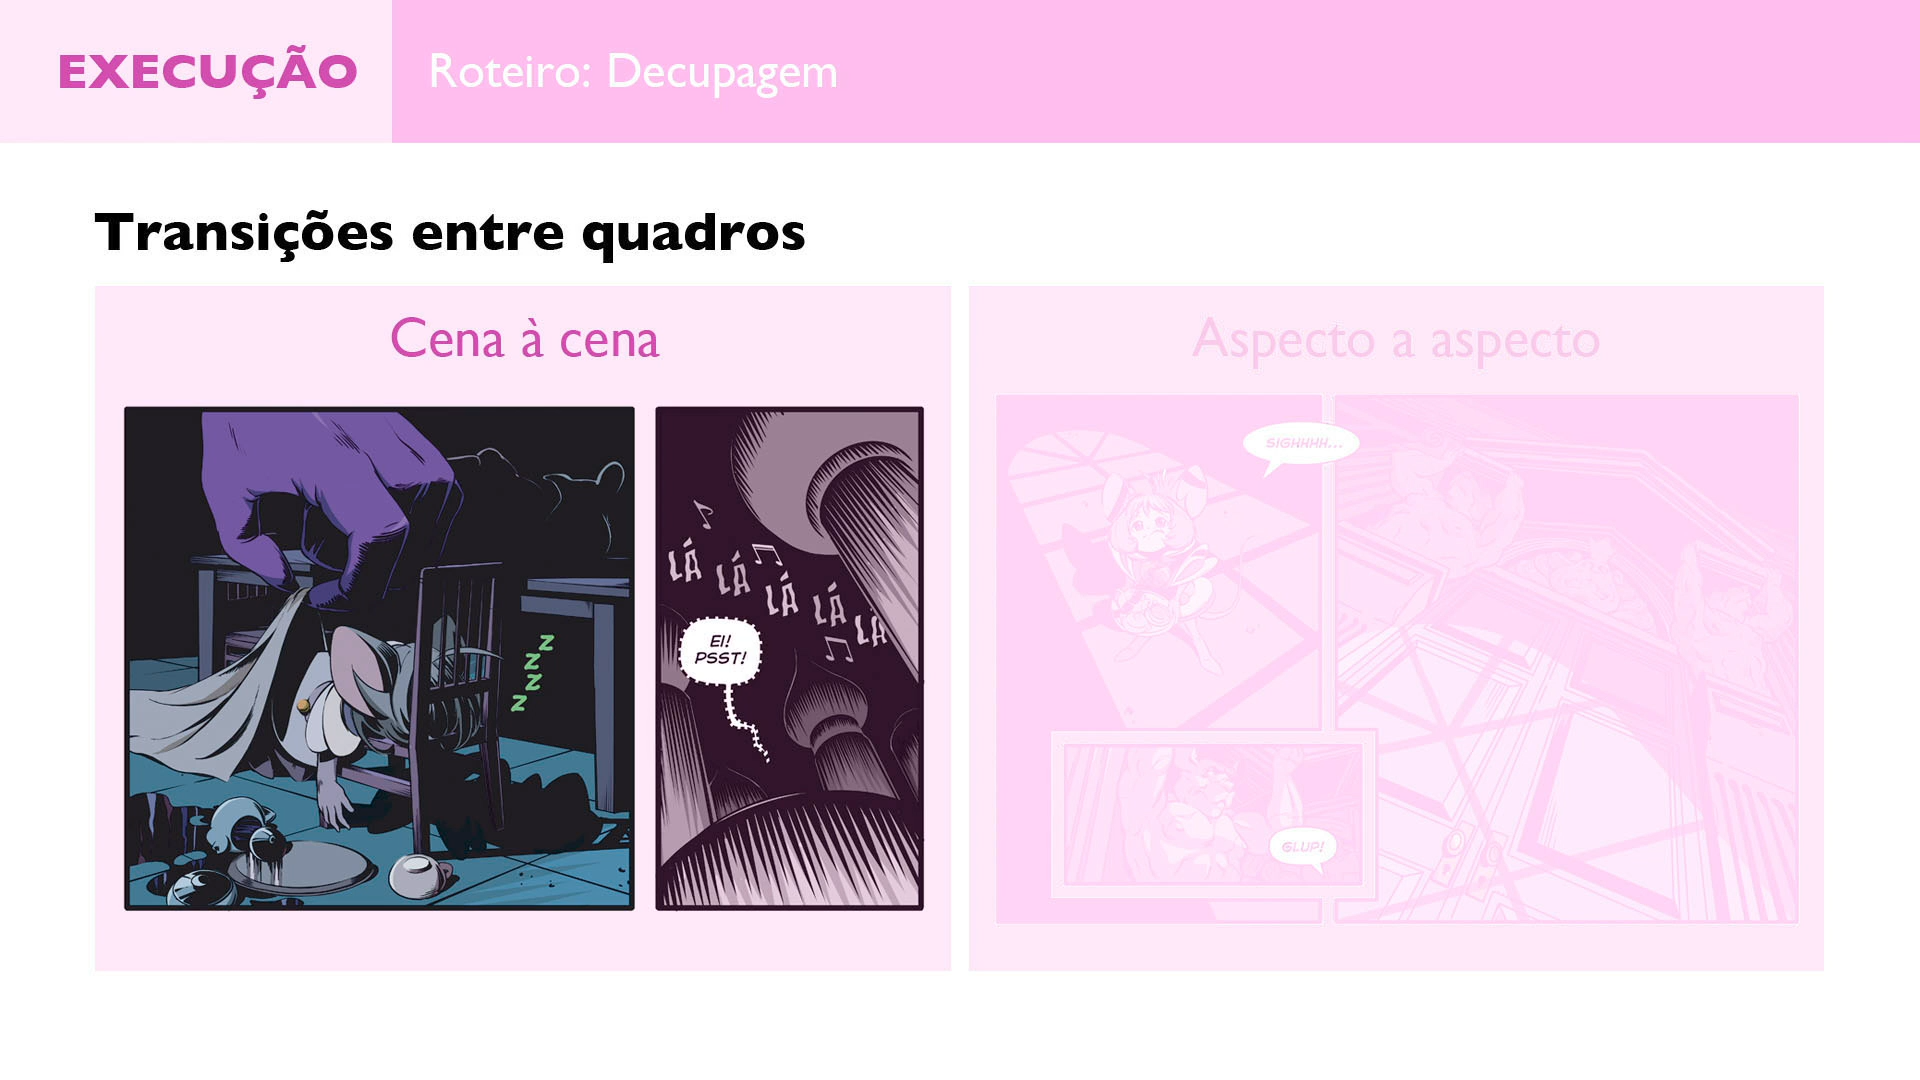 EXECUÇÃO
Roteiro: Decupagem
Transições entre quadros
Cena à cena
Z
Z
Z
Z
LÁ
LÁ
LÁ
LÁ
LÁ
EI!
PSST!
Aspecto a aspecto
SIGHHHH...
GLUP!